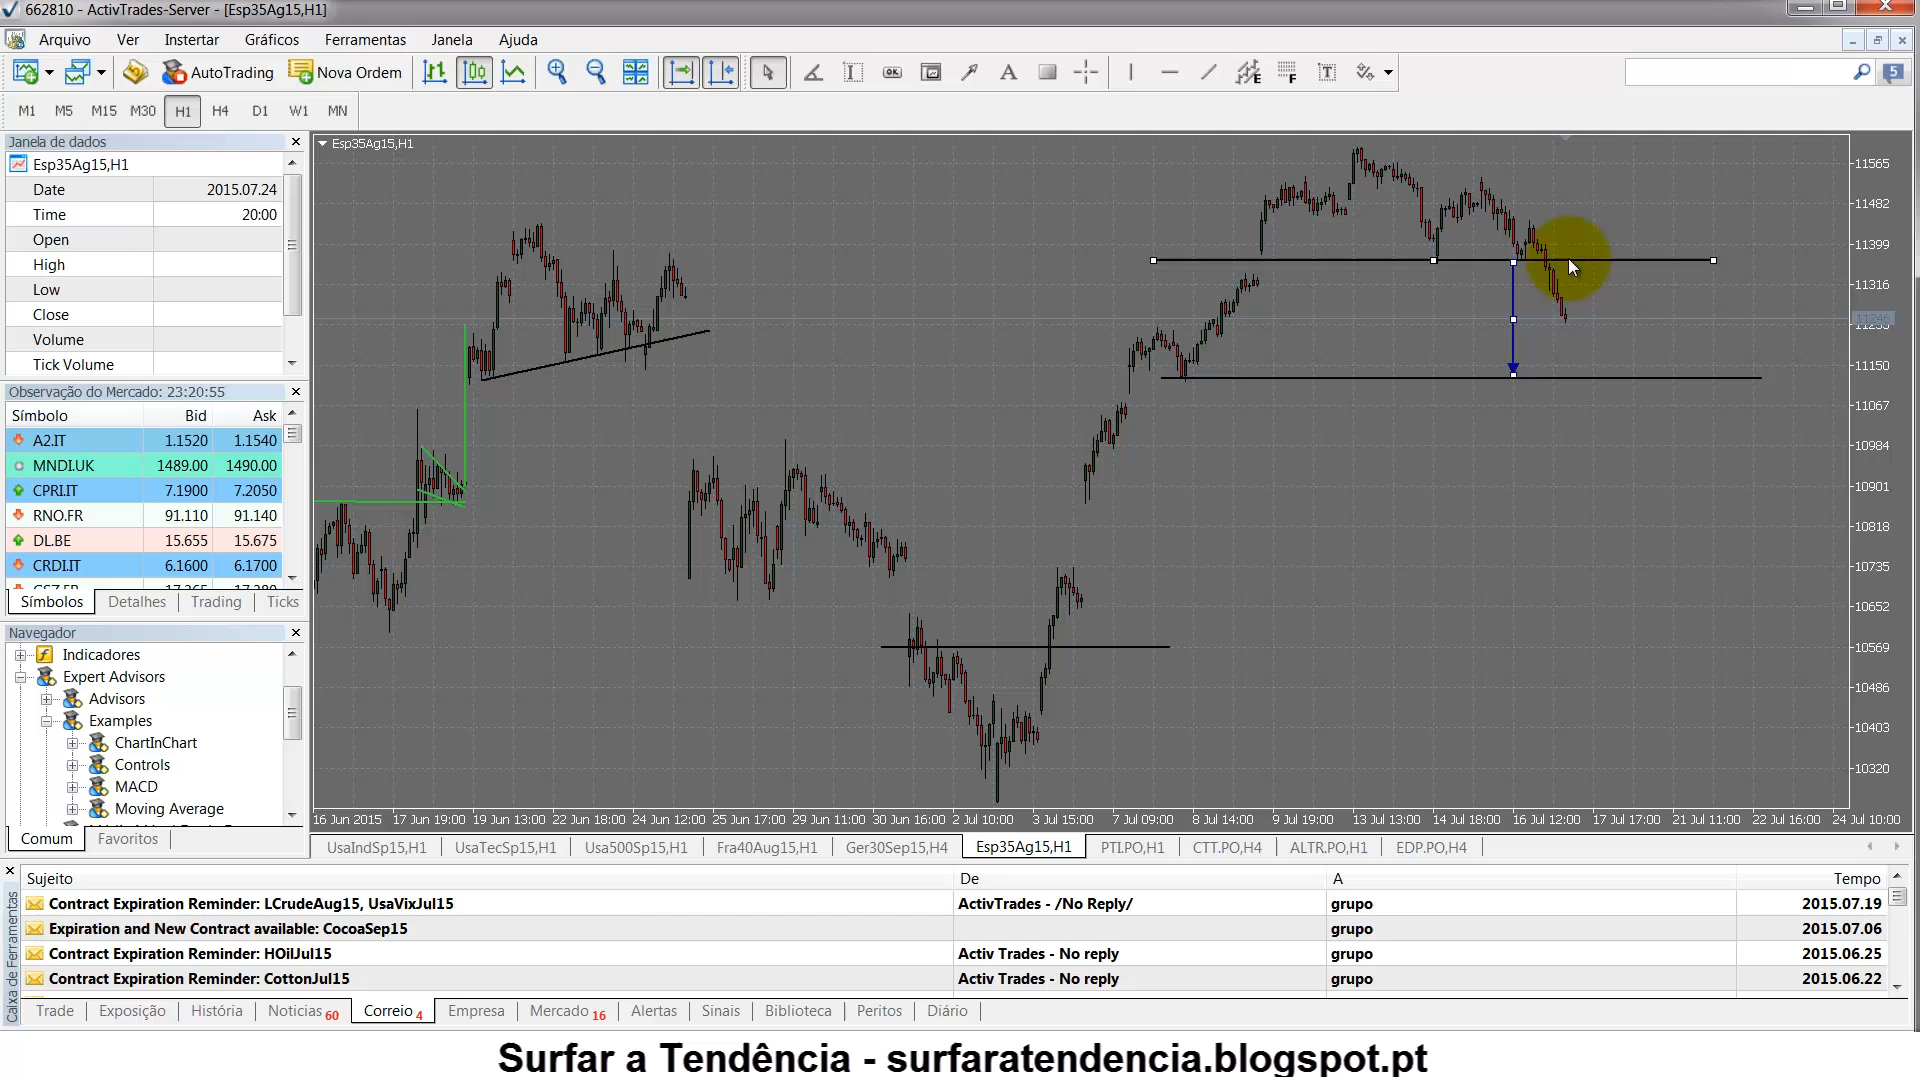 662810 - ActivTrades-Server - [Esp35Ag15,H1]
Arquivo Ver Instertar Gráficos Ferramentas Janela Ajuda
AutoTrading Nova Ordem 5
M1 M5 M15 M30 H1 H4 D1 W1 MN
Janela de dados
Esp35Ag15,H1
Date 2015.07.24
Time 20:00
Open
High
Low
Close
Volume
Tick Volume
Observação do Mercado: 23:20:55
Símbolo Bid Ask
A2.IT 1.1520 1.1540
MNDI.UK 1489.00 1490.00
CPRI.IT 7.1900 7.2050
RNO.FR 91.110 91.140
DL.BE 15.655 15.675
CRDI.IT 6.1600 6.1700
Símbolos Detalhes Trading Ticks
Navegador
Indicadores
Expert Advisors
Advisors
Examples
ChartInChart
Controls
MACD
Moving Average
Comum Favoritos
Esp35Ag15,H1
11565
11482
11399
11316
11246
11233
11150
11067
10984
10901
10818
10735
10652
10569
10486
10403
10320
16 Jun 2015 17 Jun 19:00 19 Jun 13:00 22 Jun 18:00 24 Jun 12:00 25 Jun 17:00 29 Jun 11:00 30 Jun 16:00 2 Jul 10:00 3 Jul 15:00 7 Jul 09:00 8 Jul 14:00 9 Jul 19:00 13 Jul 13:00 14 Jul 18:00 16 Jul 12:00 17 Jul 17:00 21 Jul 11:00 22 Jul 16:00 24 Jul 10:00
UsaIndSp15,H1 UsaTecSp15,H1 Usa500Sp15,H1 Fra40Aug15,H1 Ger30Sep15,H4 Esp35Ag15,H1 PTI.PO,H1 CTT.PO,H4 ALTR.PO,H1 EDP.PO,H4
Caixa de Ferramentas
Sujeito De A Tempo
Contract Expiration Reminder: LCrudeAug15, UsaVixJul15 ActivTrades - /No Reply/ grupo 2015.07.19
Expiration and New Contract available: CocoaSep15 grupo 2015.07.06
Contract Expiration Reminder: HOilJul15 Activ Trades - No reply grupo 2015.06.25
Contract Expiration Reminder: CottonJul15 Activ Trades - No reply grupo 2015.06.22
Trade Exposição História Noticias 60 Correio 4 Empresa Mercado 16 Alertas Sinais Biblioteca Peritos Diário
Surfar a Tendência - surfaratendencia.blogspot.pt